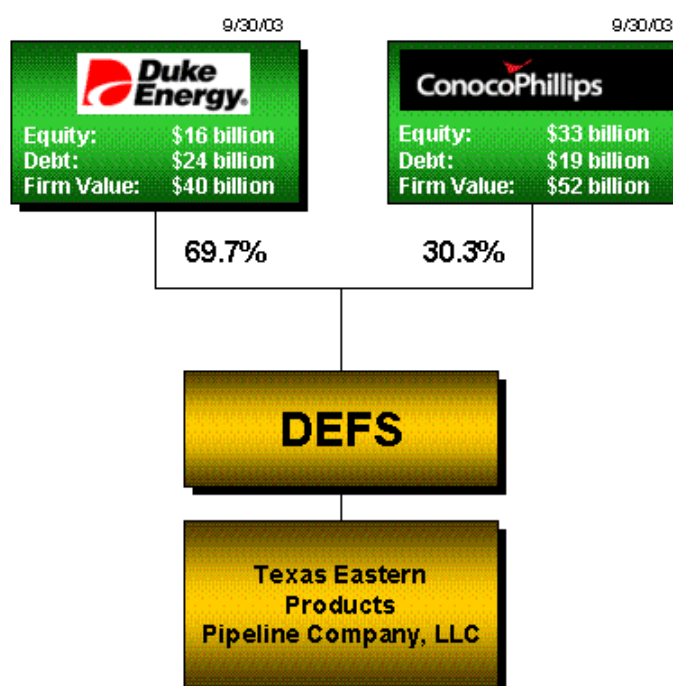 9/30/03
Duke
Energy.
Equity: $16 billion
Debt: $24 billion
Firm Value: $40 billion
9/30/03
ConocoPhillips
Equity: $33 billion
Debt: $19 billion
Firm Value: $52 billion
69.7%
30.3%
DEFS
Texas Eastern
Products
Pipeline Company, LLC